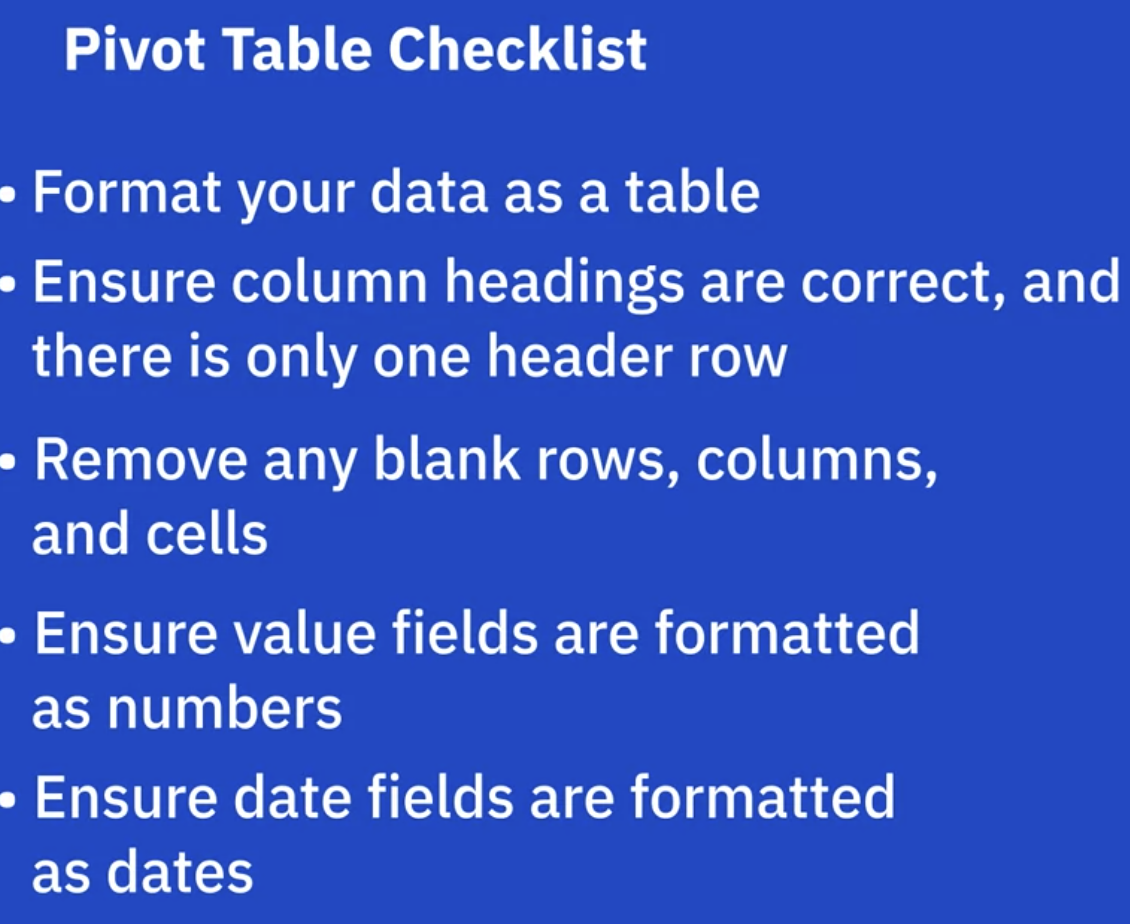 Pivot Table Checklist
• Format your data as a table
• Ensure column headings are correct, and
there is only one header row
• Remove any blank rows, columns,
and cells
• Ensure value fields are formatted
as numbers
• Ensure date fields are formatted
as dates